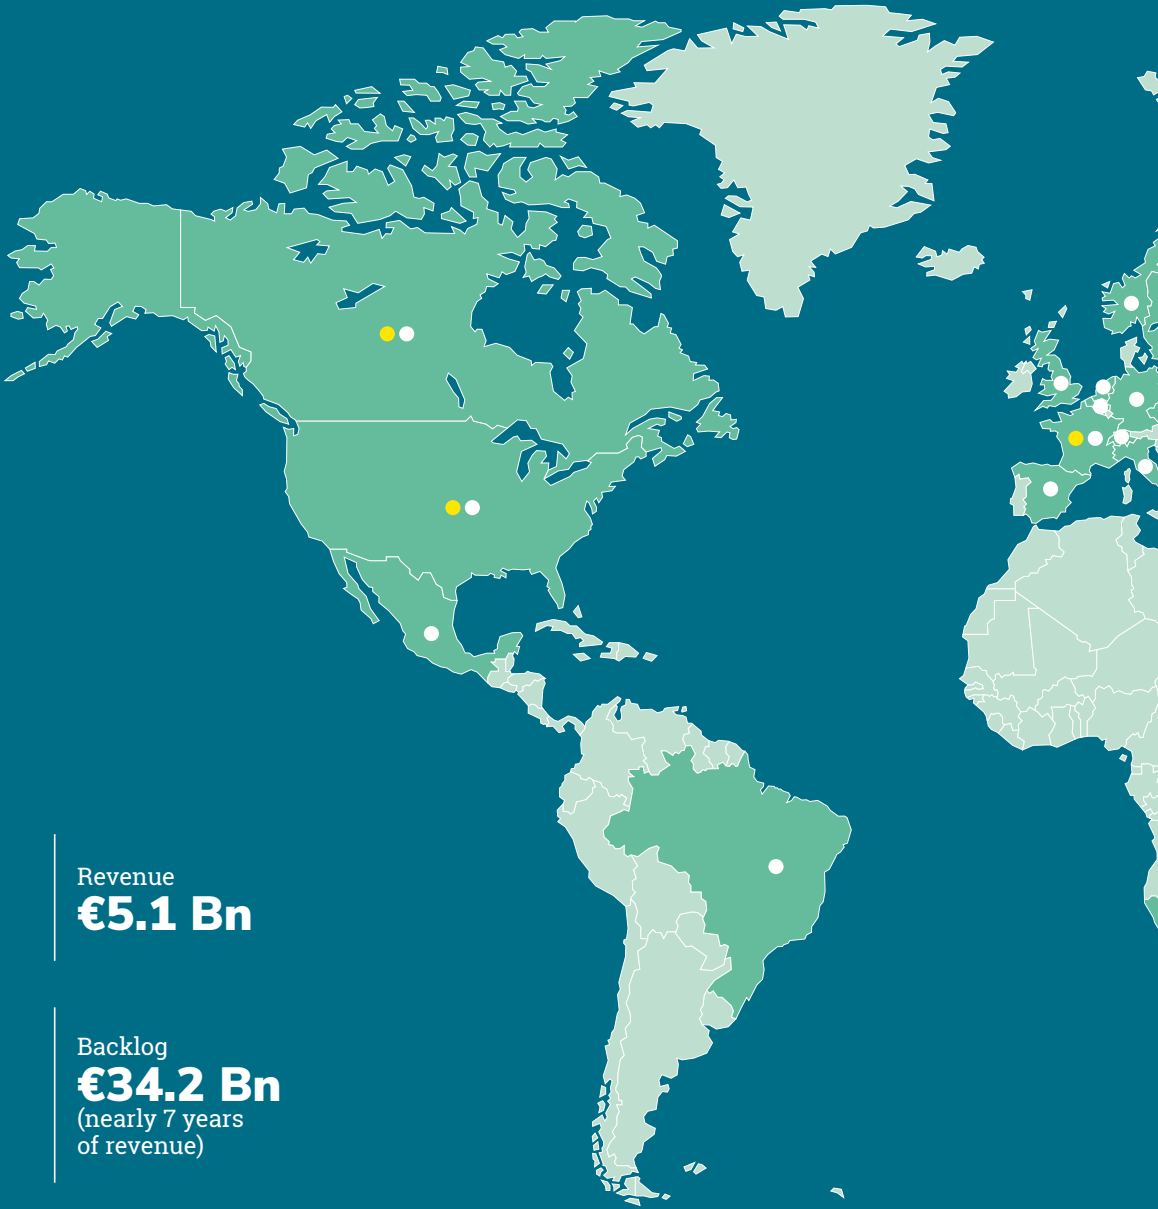 Revenue
€5.1 Bn
Backlog
€34.2 Bn
(nearly 7 years
of revenue)